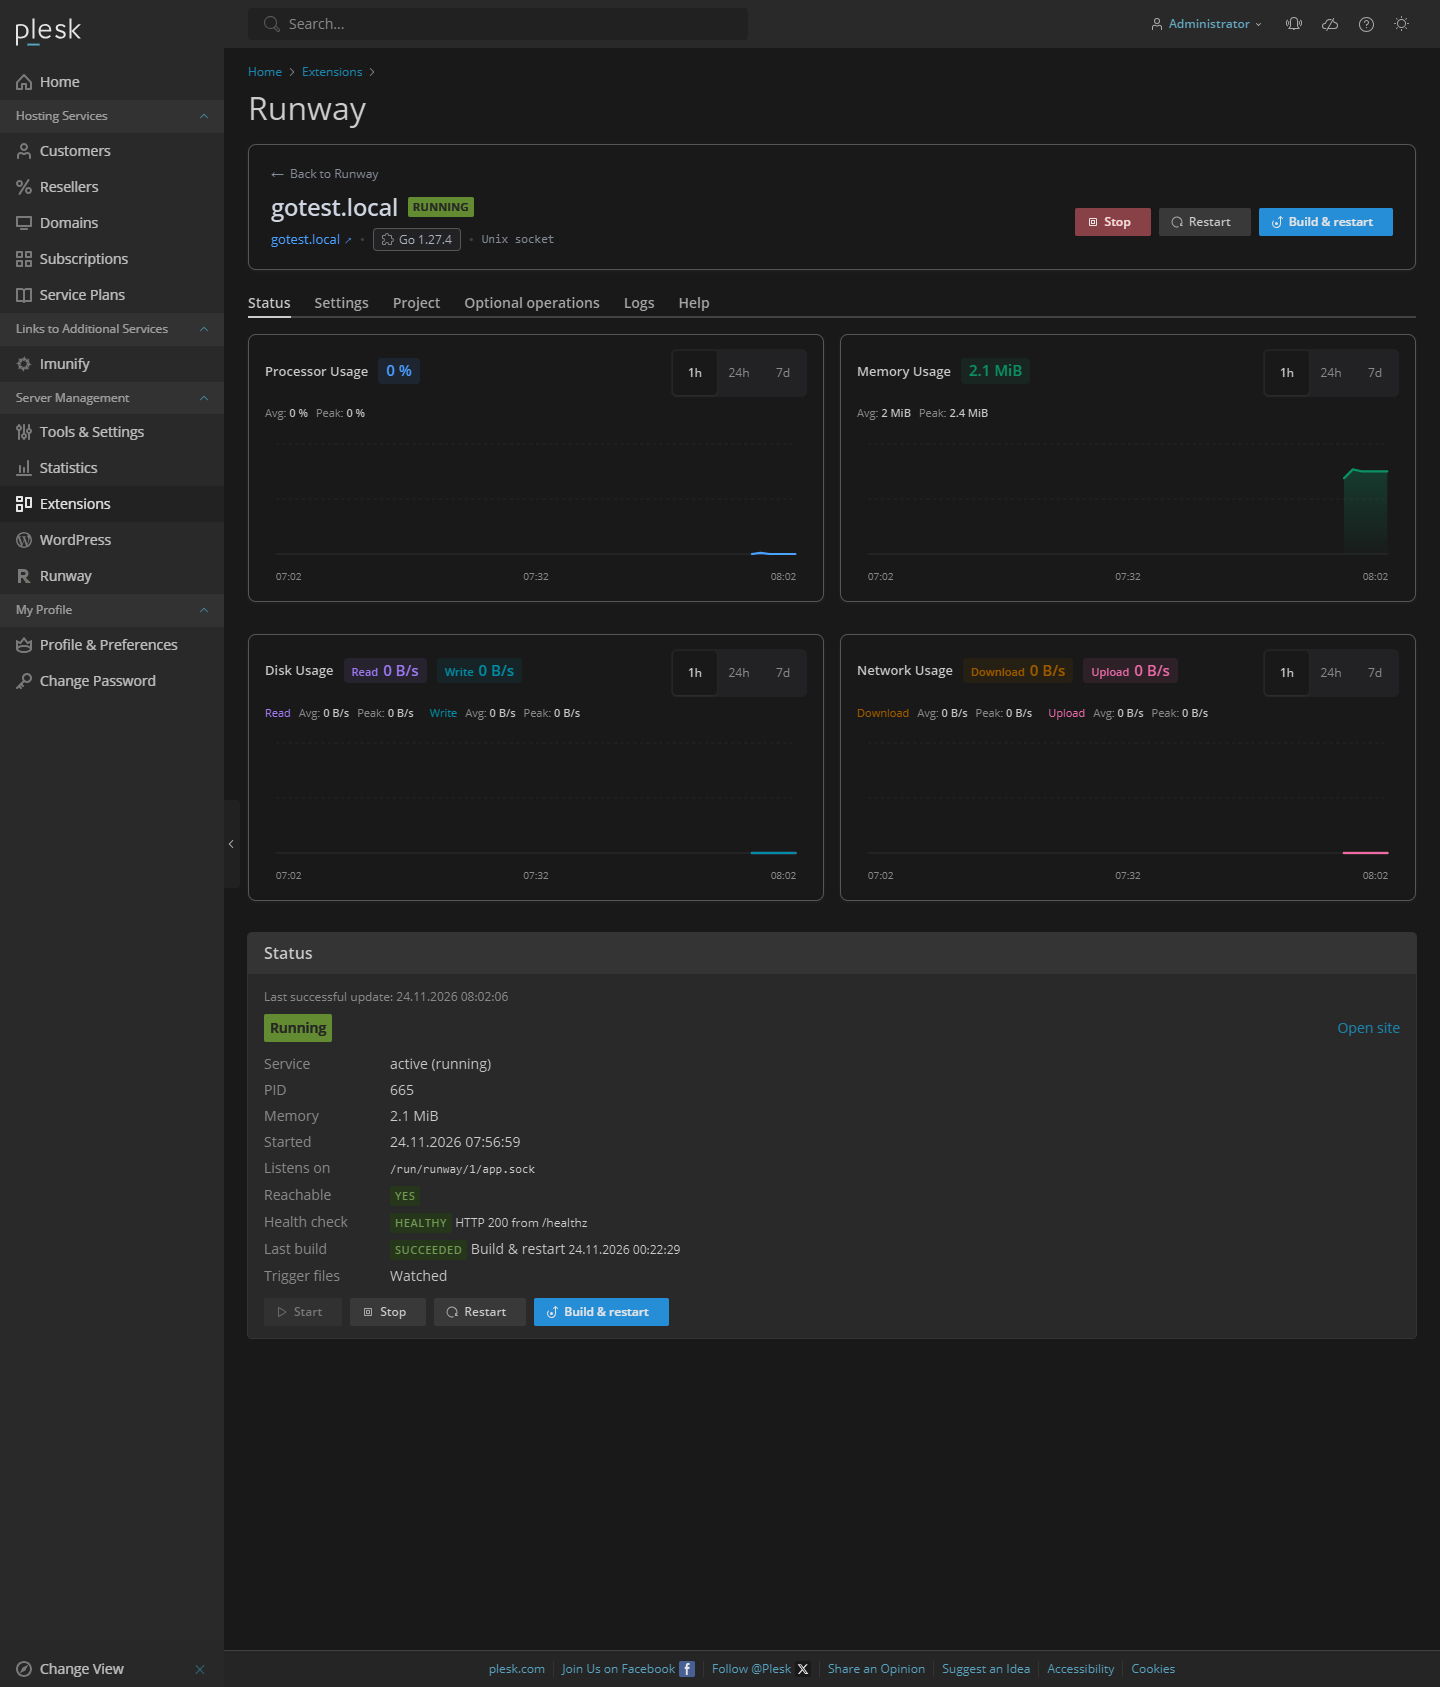 plesk
Search...
Administrator
Home
Hosting Services
Customers
Resellers
Domains
Subscriptions
Service Plans
Links to Additional Services
Imunify
Server Management
Tools & Settings
Statistics
Extensions
WordPress
Runway
My Profile
Profile & Preferences
Change Password
Change View
Home > Extensions >
Runway
← Back to Runway
gotest.local RUNNING
gotest.local ↗ • Go 1.27.4 • Unix socket
Stop Restart Build & restart
Status Settings Project Optional operations Logs Help
Processor Usage 0 % 1h 24h 7d
Avg: 0 % Peak: 0 %
07:02 07:32 08:02
Memory Usage 2.1 MiB 1h 24h 7d
Avg: 2 MiB Peak: 2.4 MiB
07:02 07:32 08:02
Disk Usage Read 0 B/s Write 0 B/s 1h 24h 7d
Read Avg: 0 B/s Peak: 0 B/s Write Avg: 0 B/s Peak: 0 B/s
07:02 07:32 08:02
Network Usage Download 0 B/s Upload 0 B/s 1h 24h 7d
Download Avg: 0 B/s Peak: 0 B/s Upload Avg: 0 B/s Peak: 0 B/s
07:02 07:32 08:02
Status
Last successful update: 24.11.2026 08:02:06
Running Open site
Service active (running)
PID 665
Memory 2.1 MiB
Started 24.11.2026 07:56:59
Listens on /run/runway/1/app.sock
Reachable YES
Health check HEALTHY HTTP 200 from /healthz
Last build SUCCEEDED Build & restart 24.11.2026 00:22:29
Trigger files Watched
Start Stop Restart Build & restart
plesk.com Join Us on Facebook Follow @Plesk Share an Opinion Suggest an Idea Accessibility Cookies